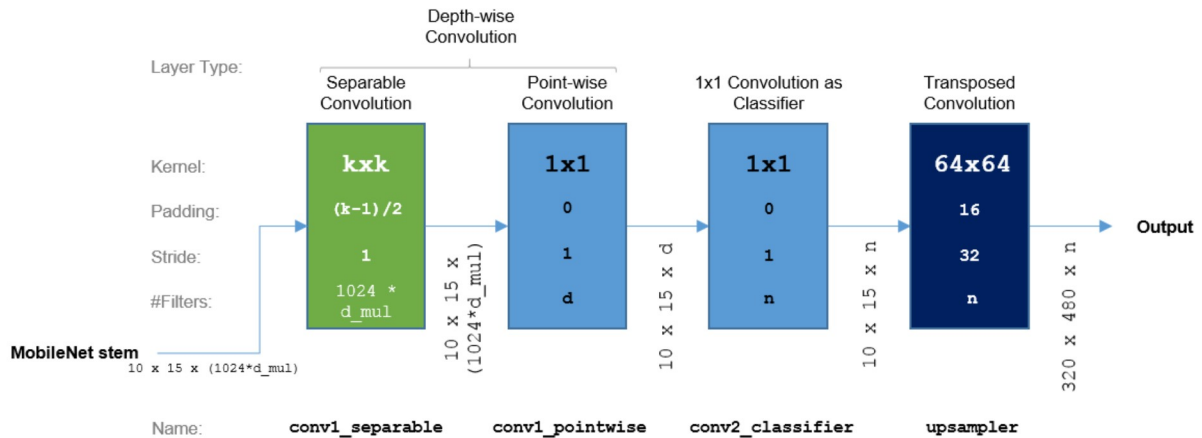 Depth-wise
Convolution
Layer Type:
Separable
Convolution
Point-wise
Convolution
1x1 Convolution as
Classifier
Transposed
Convolution
Kernel:
kxk
1x1
1x1
64x64
Padding:
(k-1)/2
0
0
16
Stride:
1
1
1
32
#Filters:
1024 *
d_mul
d
n
n
10 x 15 x
(1024*d_mul)
10 x 15 x d
10 x 15 x n
320 x 480 x n
Output
MobileNet stem
10 x 15 x (1024*d_mul)
Name:
conv1_separable
conv1_pointwise
conv2_classifier
upsampler